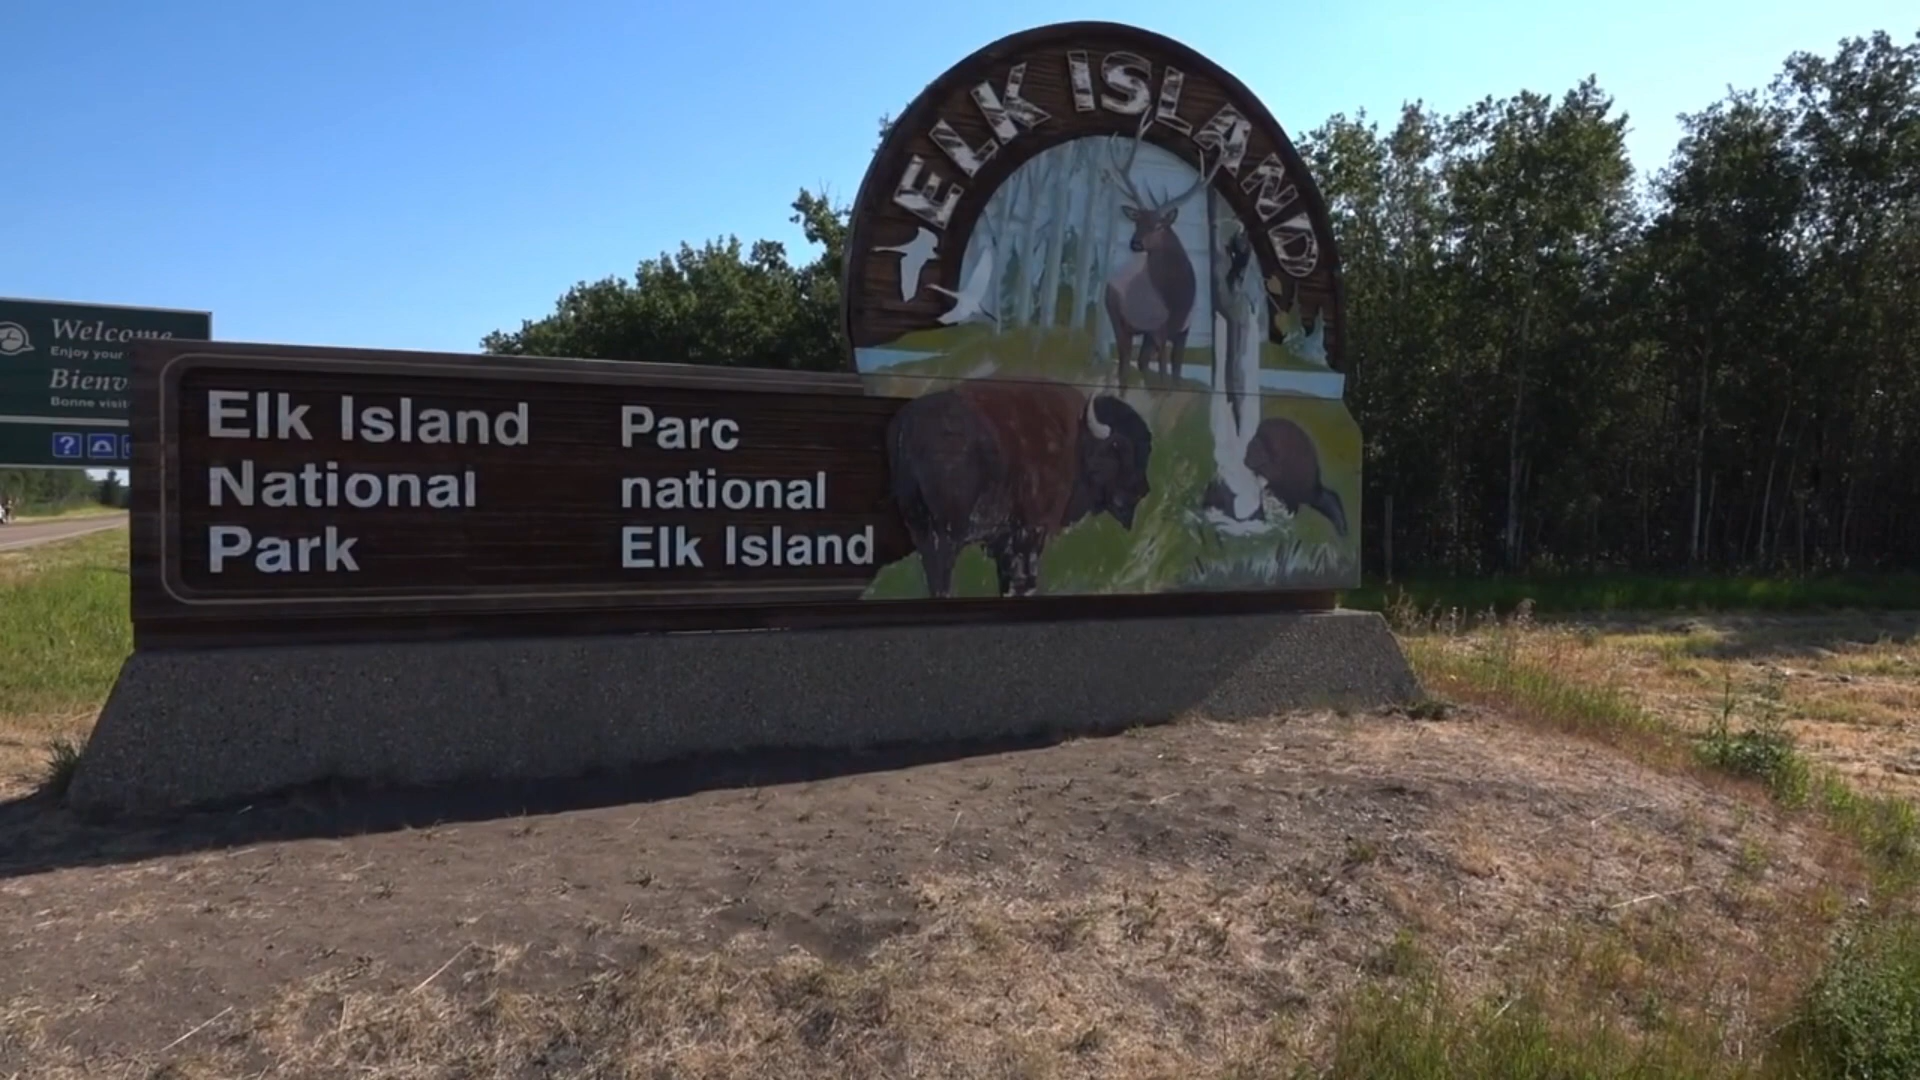 Welcome
Enjoy your
Bienv
Bonne visit
?
ELK ISLAND
Elk Island
National
Park
Parc
national
Elk Island